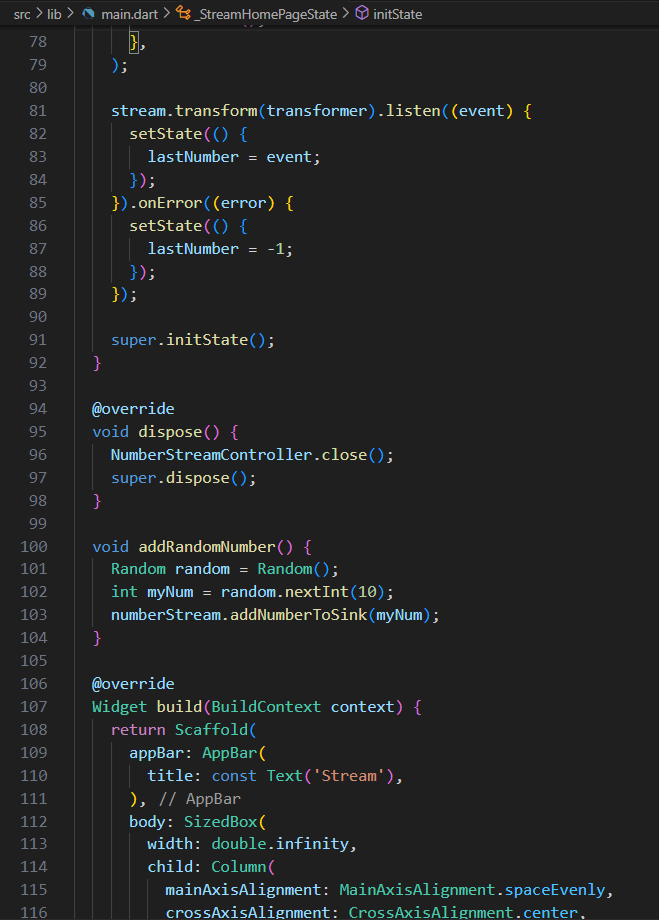 src > lib > main.dart > _StreamHomePageState > initState
78 },
79 );
80
81 stream.transform(transformer).listen((event) {
82 setState(() {
83 lastNumber = event;
84 });
85 }).onError((error) {
86 setState(() {
87 lastNumber = -1;
88 });
89 });
90
91 super.initState();
92 }
93
94 @override
95 void dispose() {
96 NumberStreamController.close();
97 super.dispose();
98 }
99
100 void addRandomNumber() {
101 Random random = Random();
102 int myNum = random.nextInt(10);
103 numberStream.addNumberToSink(myNum);
104 }
105
106 @override
107 Widget build(BuildContext context) {
108 return Scaffold(
109 appBar: AppBar(
110 title: const Text('Stream'),
111 ), // AppBar
112 body: SizedBox(
113 width: double.infinity,
114 child: Column(
115 mainAxisAlignment: MainAxisAlignment.spaceEvenly,
116 crossAxisAlignment: CrossAxisAlignment.center,